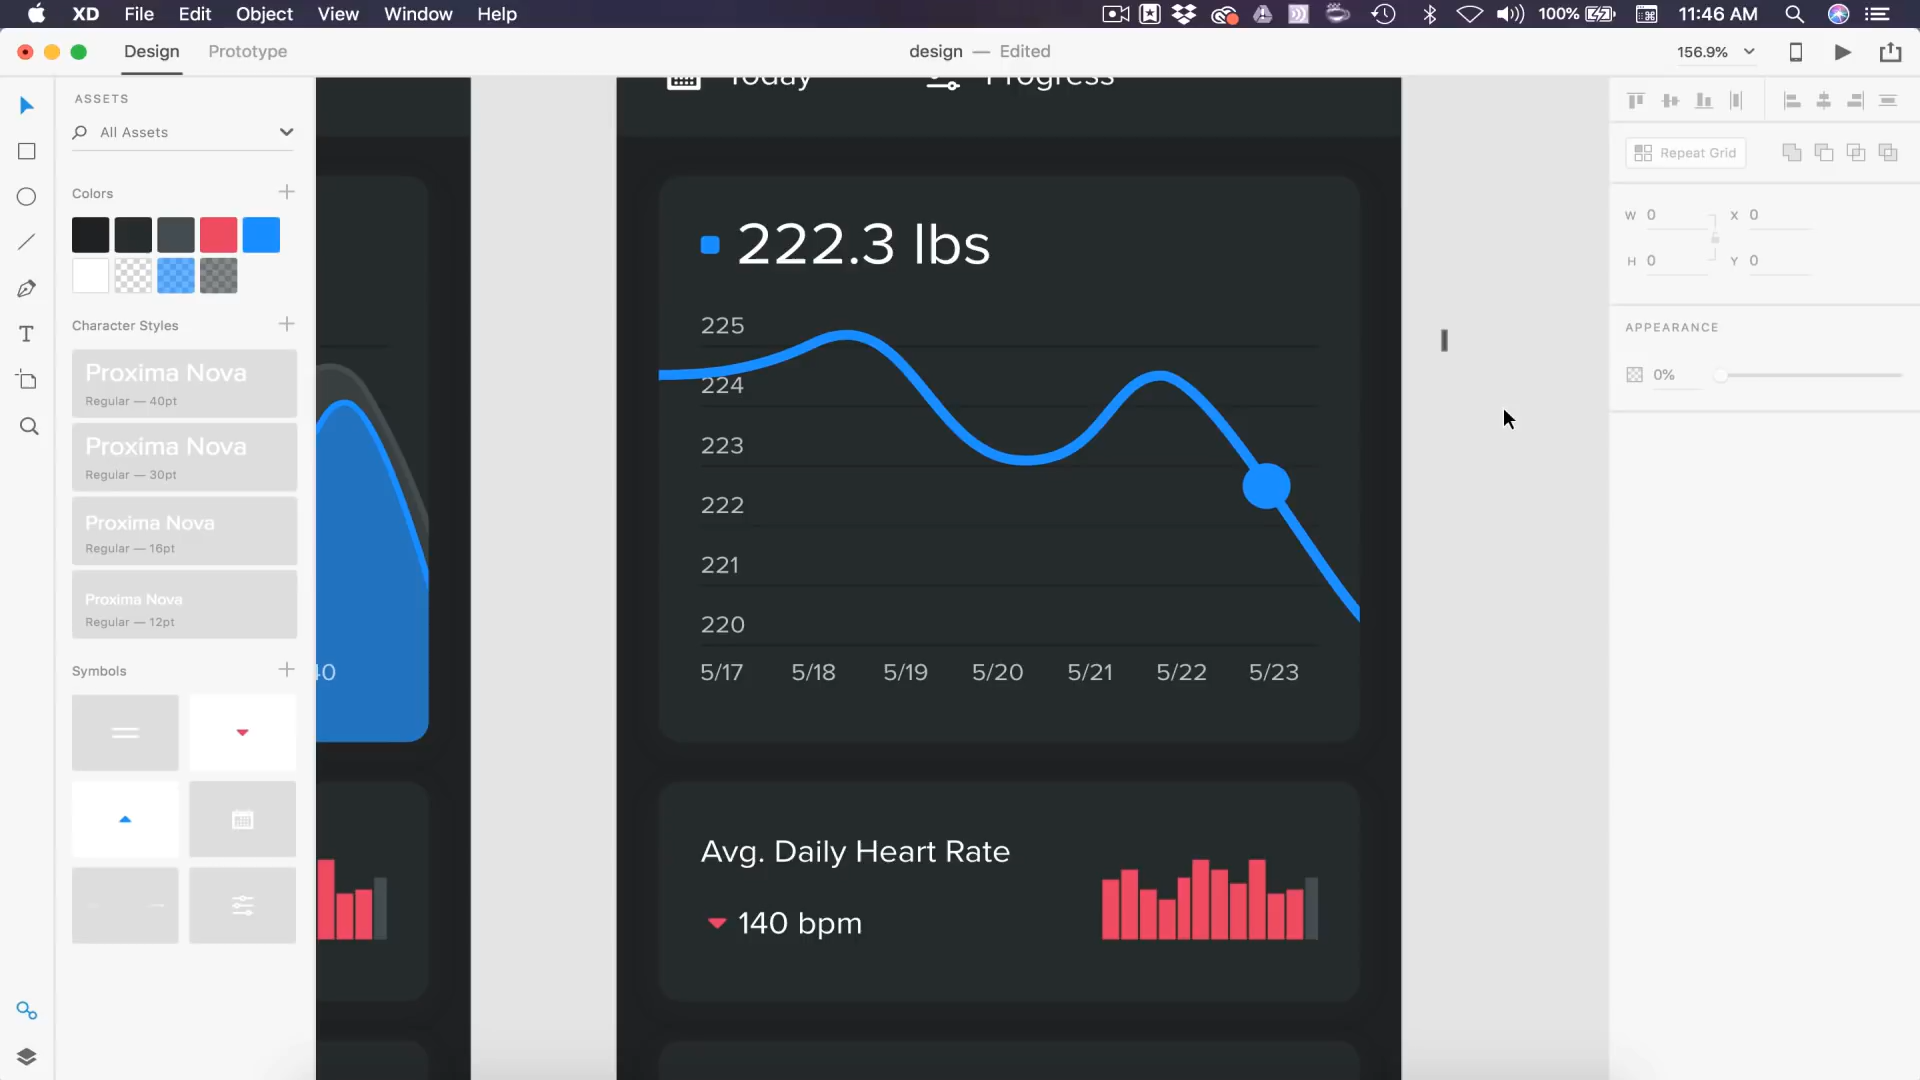 XD File Edit Object View Window Help
100% 11:46 AM
Design Prototype
design — Edited
156.9%
ASSETS
All Assets
Colors
Character Styles
Proxima Nova
Regular — 40pt
Proxima Nova
Regular — 30pt
Proxima Nova
Regular — 16pt
Proxima Nova
Regular — 12pt
Symbols
40
Today Progress
222.3 lbs
225
224
223
222
221
220
5/17 5/18 5/19 5/20 5/21 5/22 5/23
Avg. Daily Heart Rate
140 bpm
Repeat Grid
W 0 X 0
H 0 Y 0
APPEARANCE
0%